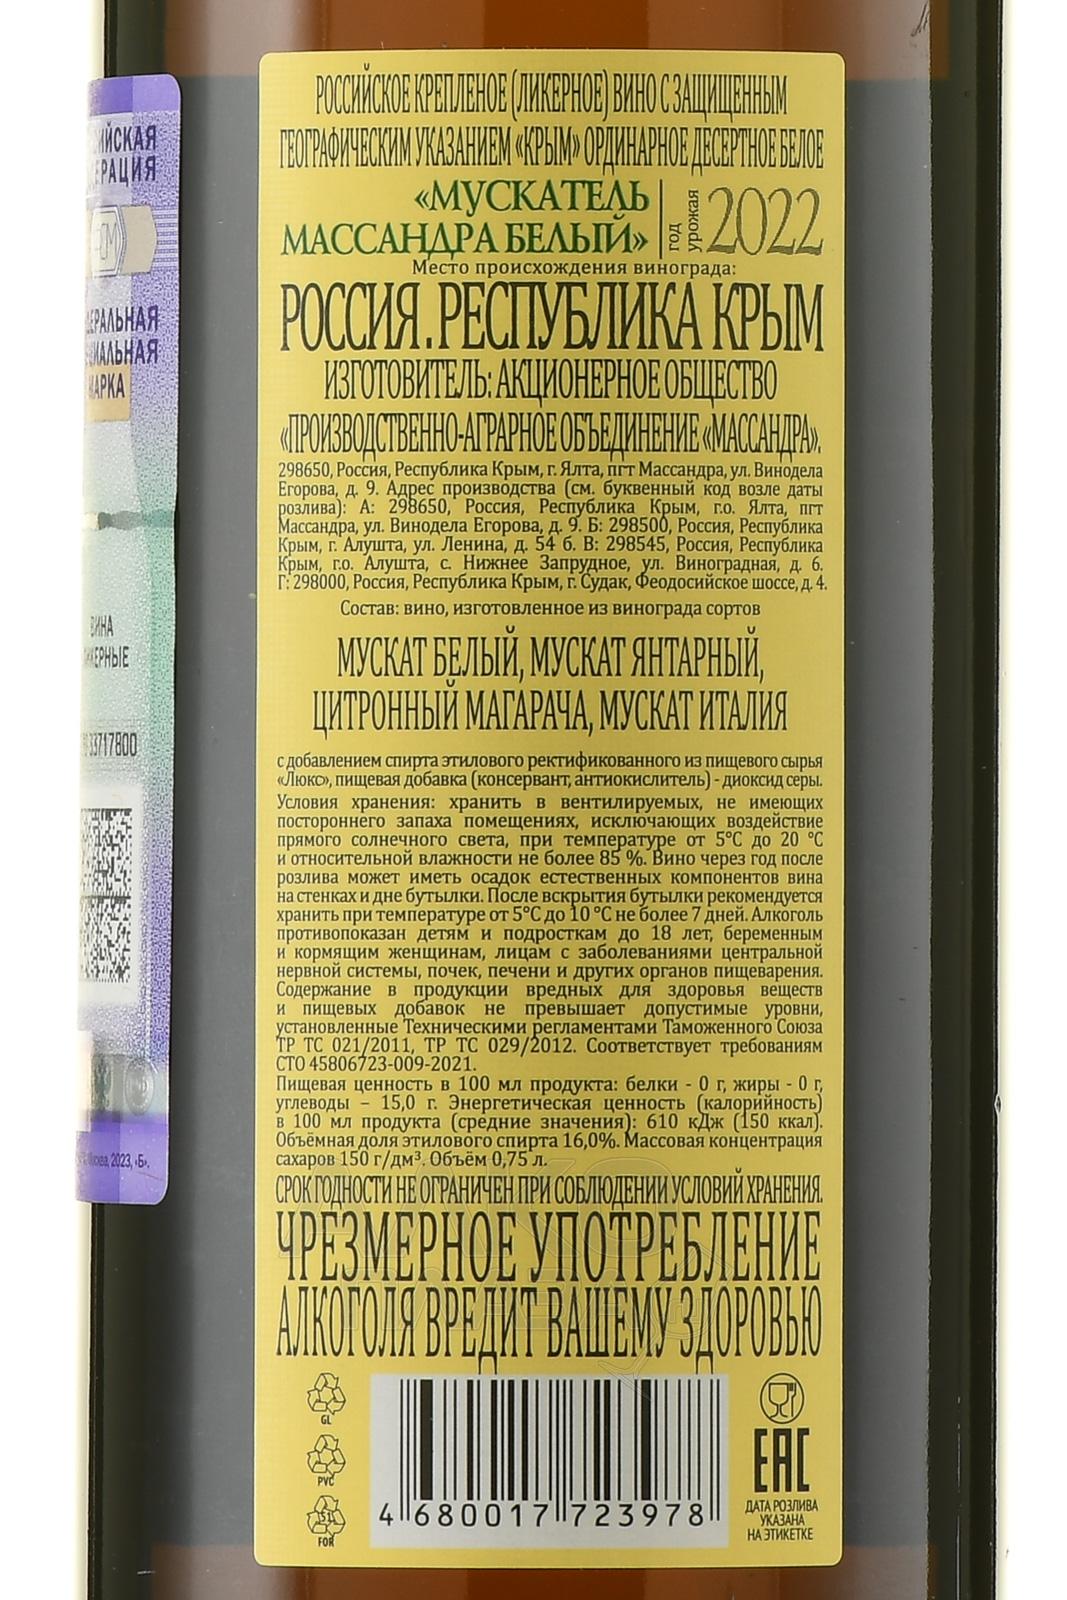 РОССИЙСКОЕ КРЕПЛЕНОЕ (ЛИКЕРНОЕ) ВИНО С ЗАЩИЩЕННЫМ
ГЕОГРАФИЧЕСКИМ УКАЗАНИЕМ «КРЫМ» ОРДИНАРНОЕ ДЕСЕРТНОЕ БЕЛОЕ
«МУСКАТЕЛЬ
МАССАНДРА БЕЛЫЙ»
год
урожая
2022
Место происхождения винограда:
РОССИЯ. РЕСПУБЛИКА КРЫМ
ИЗГОТОВИТЕЛЬ: АКЦИОНЕРНОЕ ОБЩЕСТВО
«ПРОИЗВОДСТВЕННО-АГРАРНОЕ ОБЪЕДИНЕНИЕ «МАССАНДРА».
298650, Россия, Республика Крым, г. Ялта, пгт Массандра, ул. Винодела
Егорова, д. 9. Адрес производства (см. буквенный код возле даты
розлива): А: 298650, Россия, Республика Крым, г.о. Ялта, пгт
Массандра, ул. Винодела Егорова, д. 9. Б: 298500, Россия, Республика
Крым, г. Алушта, ул. Ленина, д. 54 б. В: 298545, Россия, Республика
Крым, г.о. Алушта, с. Нижнее Запрудное, ул. Виноградная, д. 6.
Г: 298000, Россия, Республика Крым, г. Судак, Феодосийское шоссе, д. 4.
Состав: вино, изготовленное из винограда сортов
МУСКАТ БЕЛЫЙ, МУСКАТ ЯНТАРНЫЙ,
ЦИТРОННЫЙ МАГАРАЧА, МУСКАТ ИТАЛИЯ
с добавлением спирта этилового ректификованного из пищевого сырья
«Люкс», пищевая добавка (консервант, антиокислитель) - диоксид серы.
Условия хранения: хранить в вентилируемых, не имеющих
постороннего запаха помещениях, исключающих воздействие
прямого солнечного света, при температуре от 5°С до 20 °С
и относительной влажности не более 85 %. Вино через год после
розлива может иметь осадок естественных компонентов вина
на стенках и дне бутылки. После вскрытия бутылки рекомендуется
хранить при температуре от 5°С до 10 °С не более 7 дней. Алкоголь
противопоказан детям и подросткам до 18 лет, беременным
и кормящим женщинам, лицам с заболеваниями центральной
нервной системы, почек, печени и других органов пищеварения.
Содержание в продукции вредных для здоровья веществ
и пищевых добавок не превышает допустимые уровни,
установленные Техническими регламентами Таможенного Союза
ТР ТС 021/2011, ТР ТС 029/2012. Соответствует требованиям
СТО 45806723-009-2021.
Пищевая ценность в 100 мл продукта: белки - 0 г, жиры - 0 г,
углеводы – 15,0 г. Энергетическая ценность (калорийность)
в 100 мл продукта (средние значения): 610 кДж (150 ккал).
Объёмная доля этилового спирта 16,0%. Массовая концентрация
сахаров 150 г/дм³. Объём 0,75 л.
СРОК ГОДНОСТИ НЕ ОГРАНИЧЕН ПРИ СОБЛЮДЕНИИ УСЛОВИЙ ХРАНЕНИЯ.
ЧРЕЗМЕРНОЕ УПОТРЕБЛЕНИЕ
АЛКОГОЛЯ ВРЕДИТ ВАШЕМУ ЗДОРОВЬЮ
GL
PVC
51
FOR
4 680017 723978
EAC
ДАТА РОЗЛИВА
УКАЗАНА
НА ЭТИКЕТКЕ
МАРКА
ВИНА
33717800
2023, «Б».